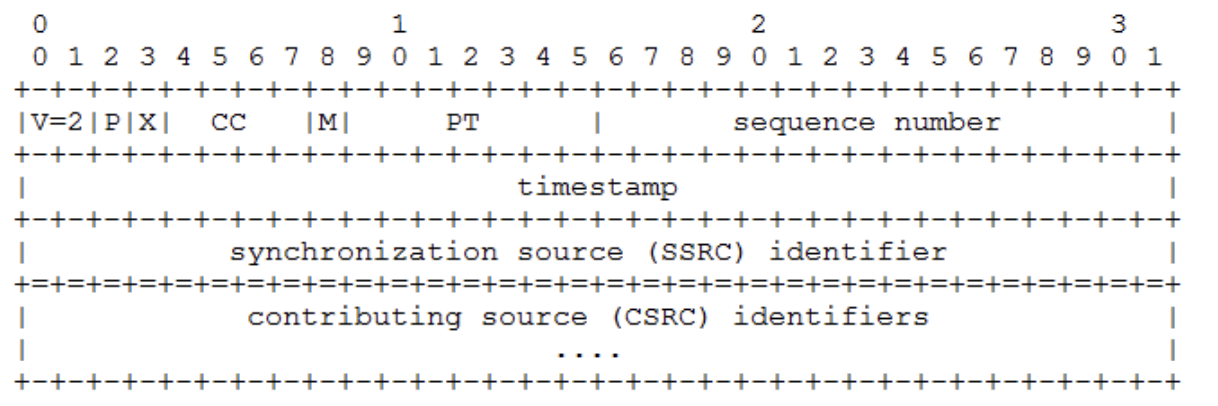 0                   1                   2                   3
 0 1 2 3 4 5 6 7 8 9 0 1 2 3 4 5 6 7 8 9 0 1 2 3 4 5 6 7 8 9 0 1
+-+-+-+-+-+-+-+-+-+-+-+-+-+-+-+-+-+-+-+-+-+-+-+-+-+-+-+-+-+-+-+-+
|V=2|P|X|  CC   |M|     PT      |       sequence number         |
+-+-+-+-+-+-+-+-+-+-+-+-+-+-+-+-+-+-+-+-+-+-+-+-+-+-+-+-+-+-+-+-+
|                           timestamp                           |
+-+-+-+-+-+-+-+-+-+-+-+-+-+-+-+-+-+-+-+-+-+-+-+-+-+-+-+-+-+-+-+-+
|           synchronization source (SSRC) identifier            |
+=+=+=+=+=+=+=+=+=+=+=+=+=+=+=+=+=+=+=+=+=+=+=+=+=+=+=+=+=+=+=+=+
|            contributing source (CSRC) identifiers             |
|                             ....                              |
+-+-+-+-+-+-+-+-+-+-+-+-+-+-+-+-+-+-+-+-+-+-+-+-+-+-+-+-+-+-+-+-+